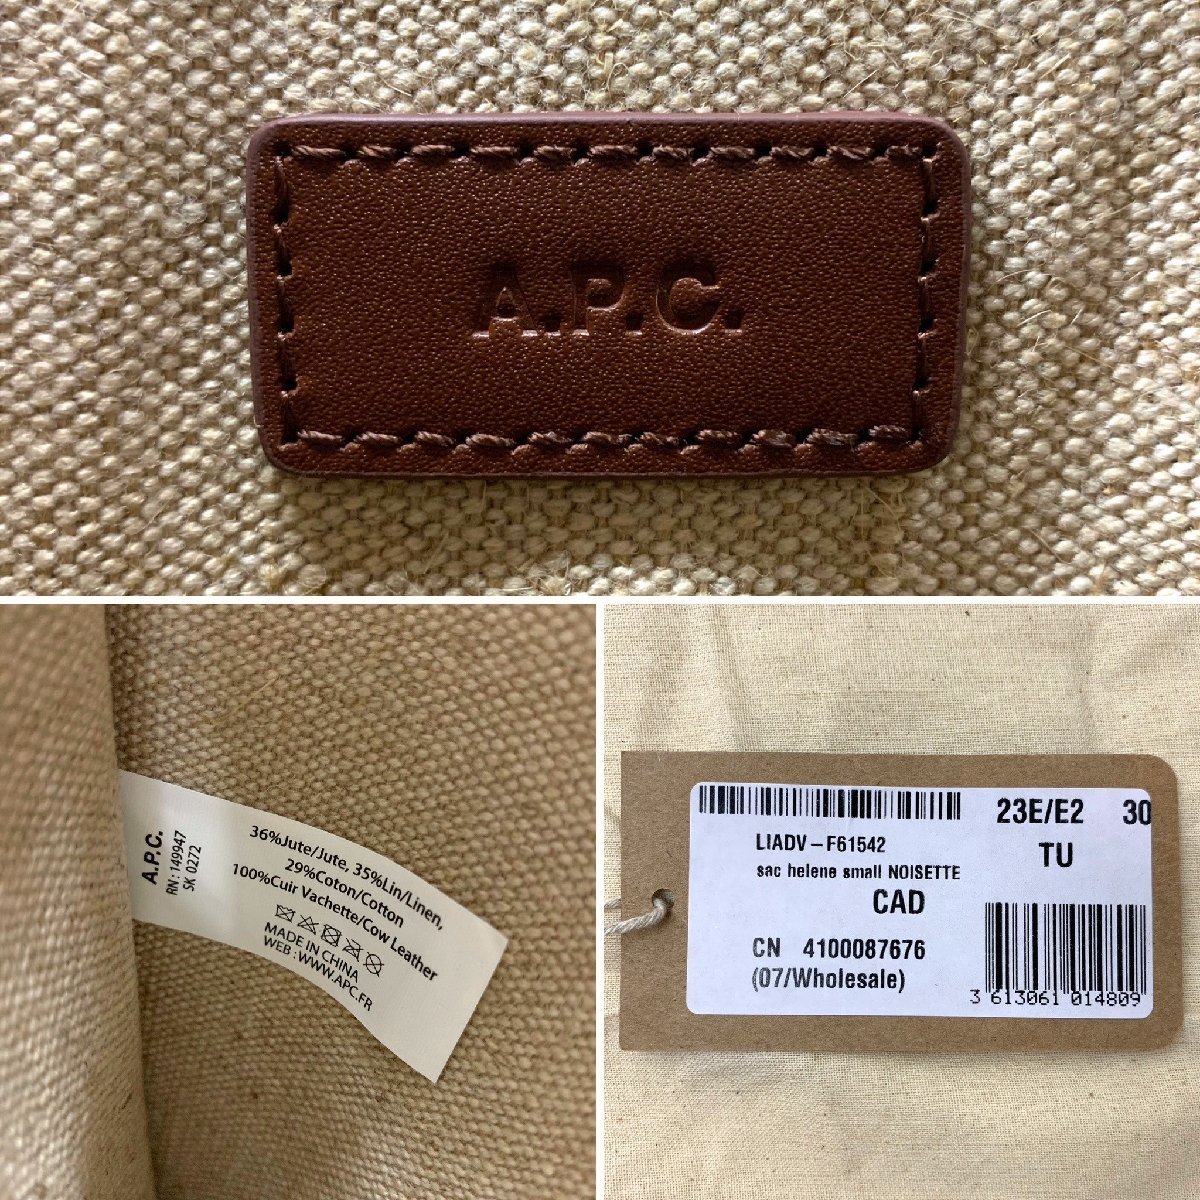 A.P.C.
A.P.C.
RN : 149947
SK 0272
36%Jute/Jute, 35%Lin/Linen,
29%Coton/Cotton
100%Cuir Vachette/Cow Leather
MADE IN CHINA
WEB : WWW.APC.FR
23E/E2 30
LIADV-F61542
TU
sac helene small NOISETTE
CAD
CN 4100087676
(07/Wholesale)
3 613061 014809